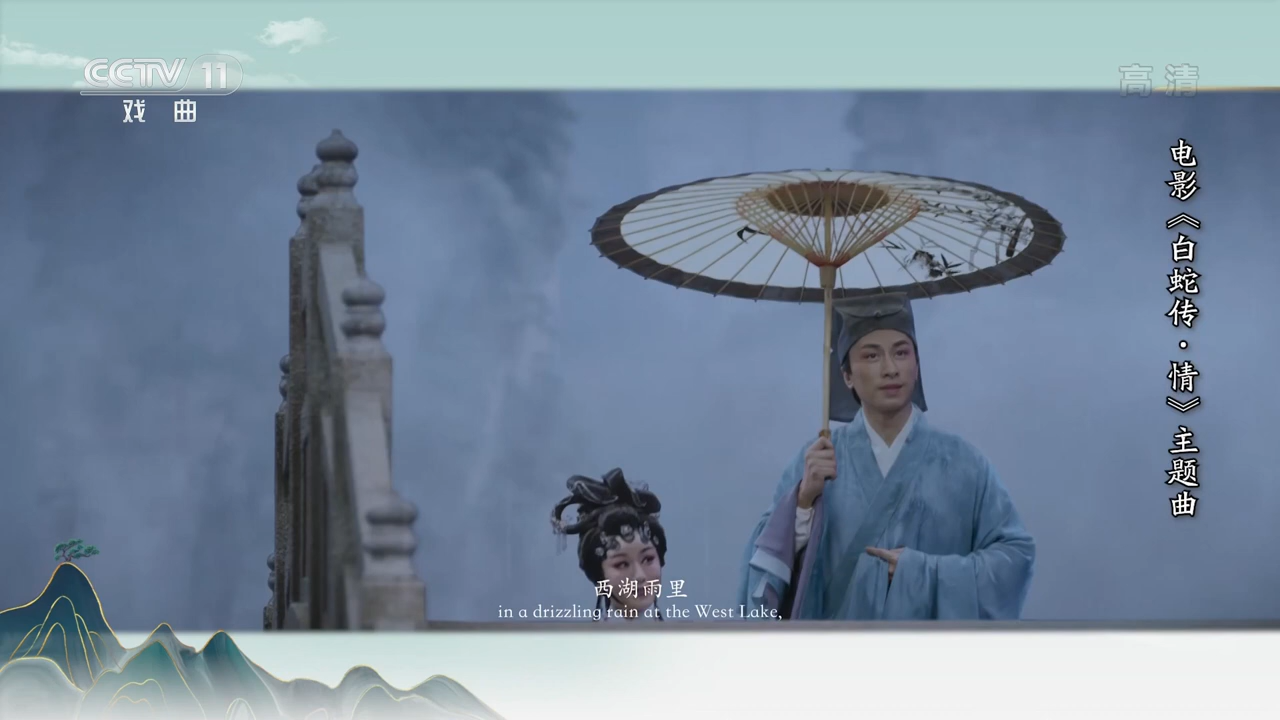 CCTV 11
戏曲
高清
电影《白蛇传·情》主题曲
西湖雨里
in a drizzling rain at the West Lake,